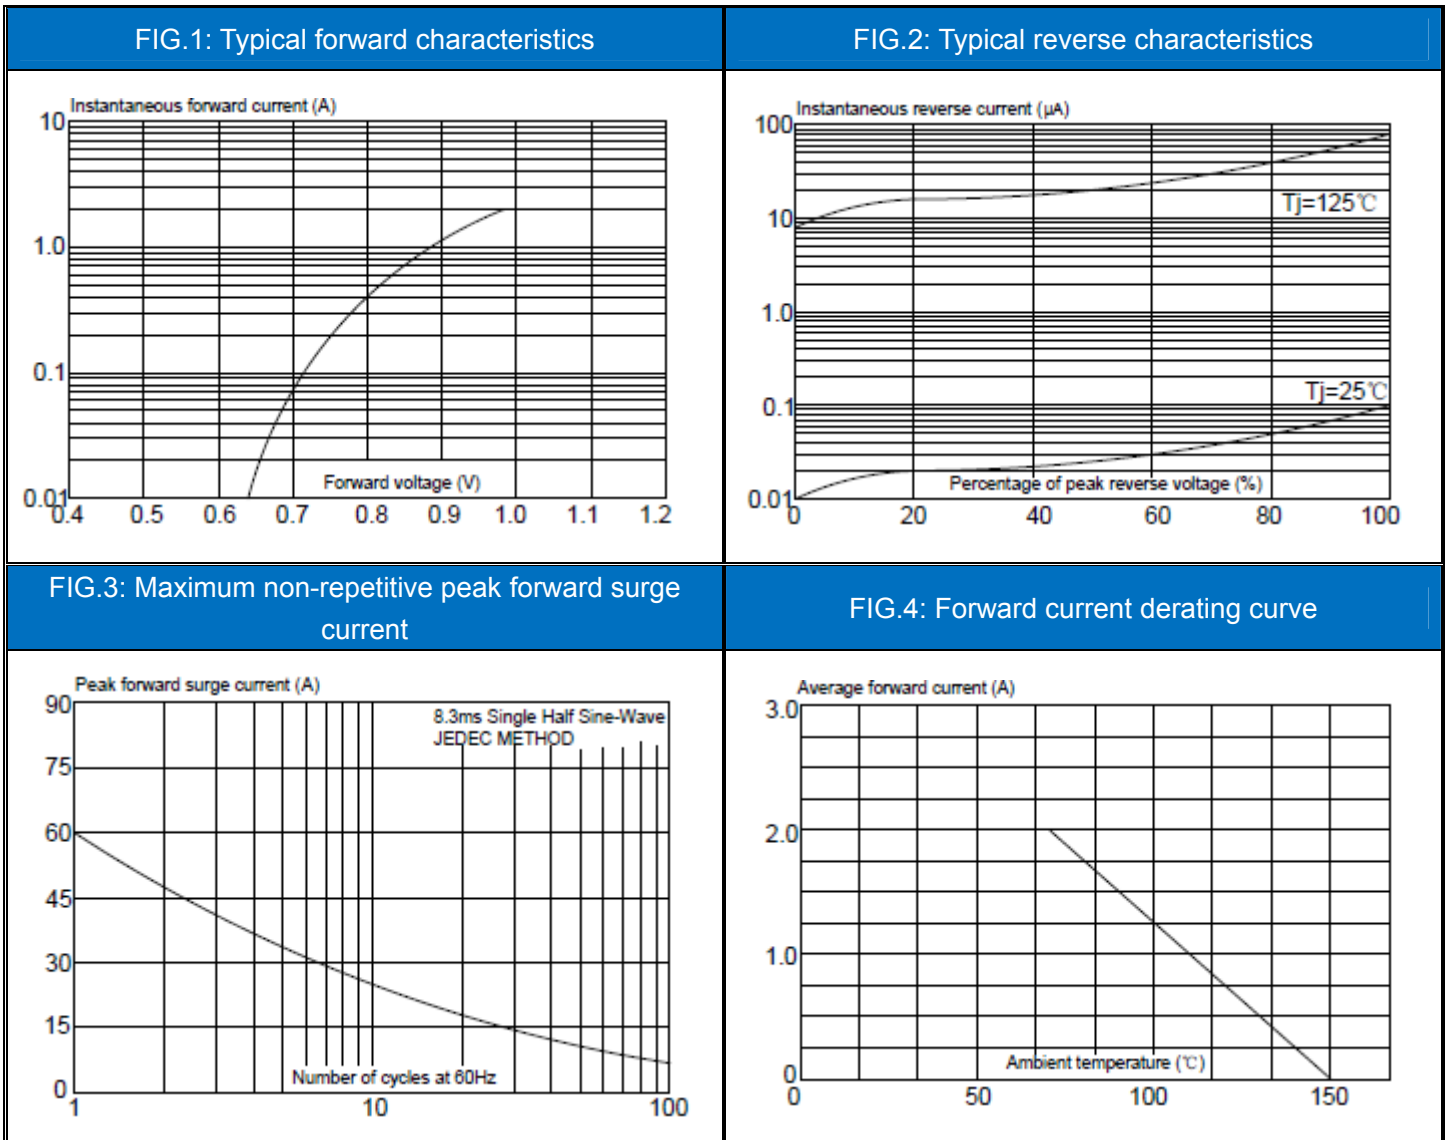 FIG.1: Typical forward characteristics
Instantaneous forward current (A)
10
1.0
0.1
0.01
Forward voltage (V)
0.4 0.5 0.6 0.7 0.8 0.9 1.0 1.1 1.2
FIG.2: Typical reverse characteristics
Instantaneous reverse current (μA)
100
Tj=125℃
10
1.0
Tj=25℃
0.1
Percentage of peak reverse voltage (%)
0.01
0 20 40 60 80 100
FIG.3: Maximum non-repetitive peak forward surge
current
Peak forward surge current (A)
90
8.3ms Single Half Sine-Wave
JEDEC METHOD
75
60
45
30
15
Number of cycles at 60Hz
0
1 10 100
FIG.4: Forward current derating curve
Average forward current (A)
3.0
2.0
1.0
Ambient temperature (℃)
0
0 50 100 150